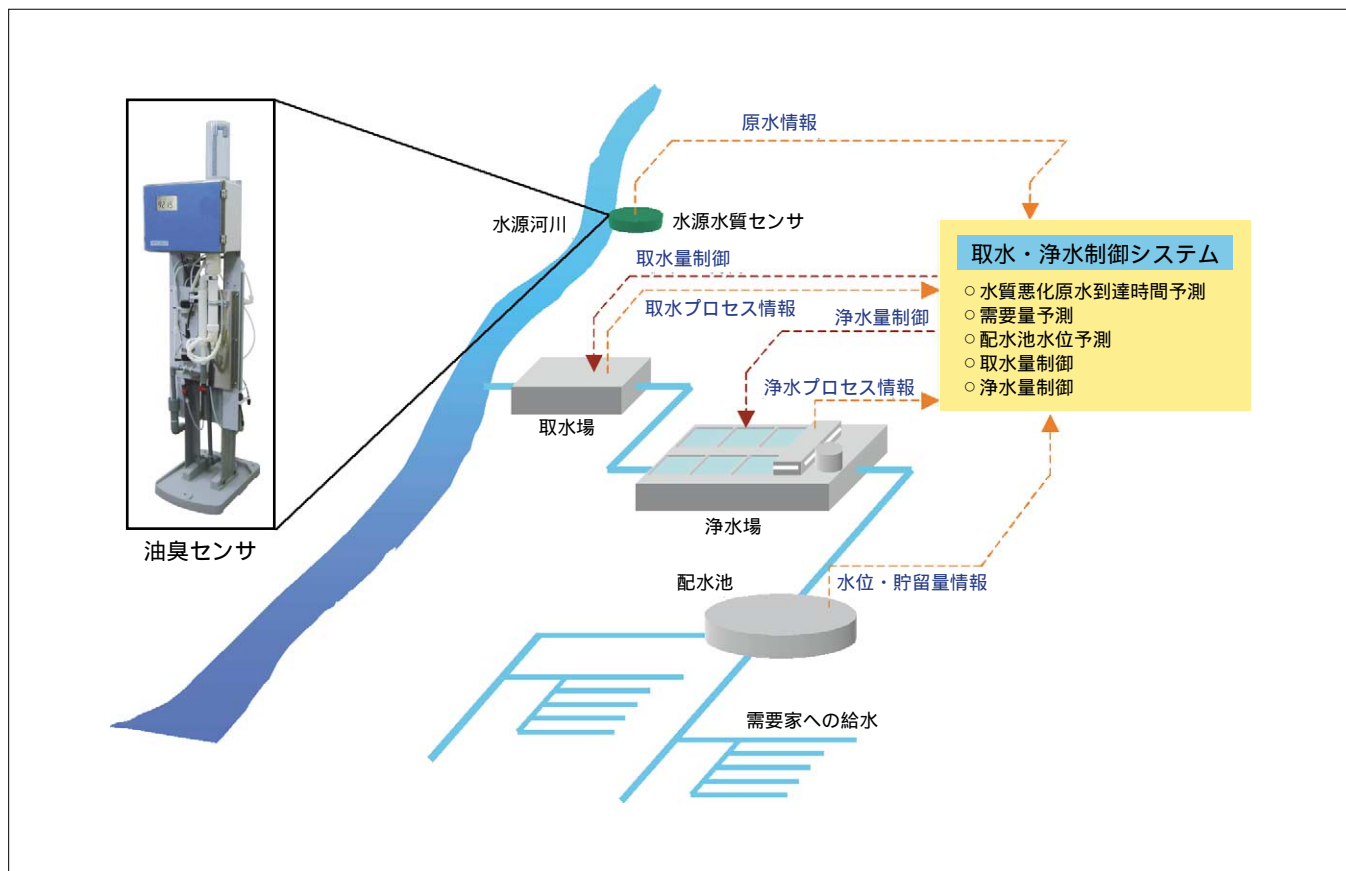 原水情報
水源河川
水源水質センサ
取水量制御
取水プロセス情報
浄水量制御
浄水プロセス情報
取水・浄水制御システム
○水質悪化原水到達時間予測
○需要量予測
○配水池水位予測
○取水量制御
○浄水量制御
取水場
浄水場
油臭センサ
配水池
水位・貯留量情報
需要家への給水